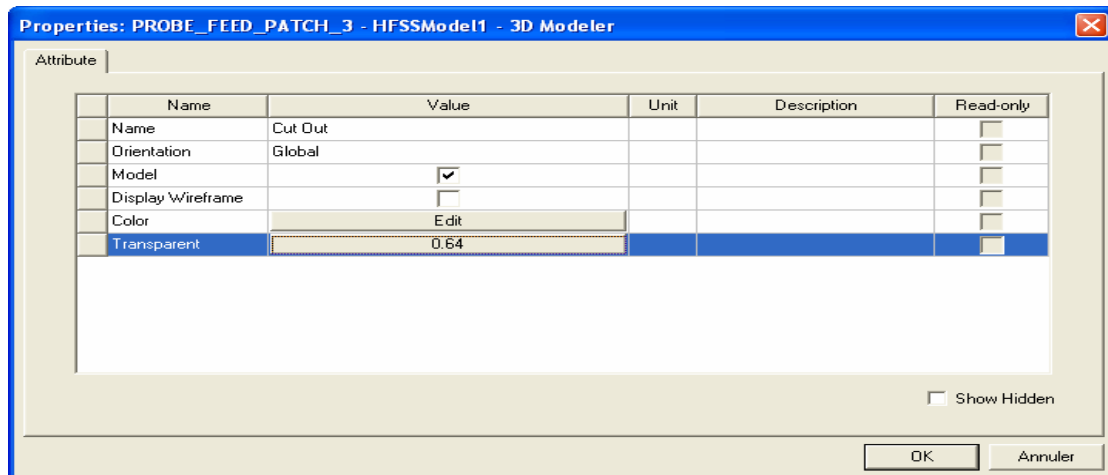 Properties: PROBE_FEED_PATCH_3 - HFSSModel1 - 3D Modeler
Attribute
Name Value Unit Description Read-only
Name Cut Out
Orientation Global
Model
Display Wireframe
Color Edit
Transparent 0.64
Show Hidden
OK Annuler